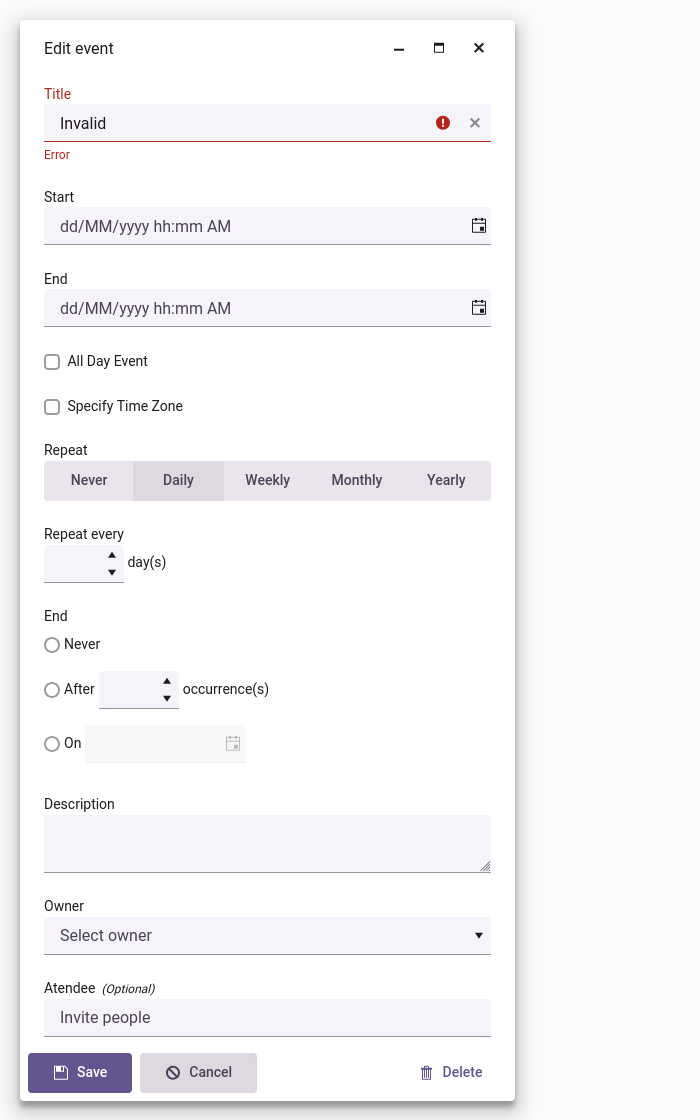 Edit event
Title
Invalid
Error
Start
dd/MM/yyyy hh:mm AM
End
dd/MM/yyyy hh:mm AM
All Day Event
Specify Time Zone
Repeat
Never Daily Weekly Monthly Yearly
Repeat every
day(s)
End
Never
After occurrence(s)
On
Description
Owner
Select owner
Atendee (Optional)
Invite people
Save Cancel Delete